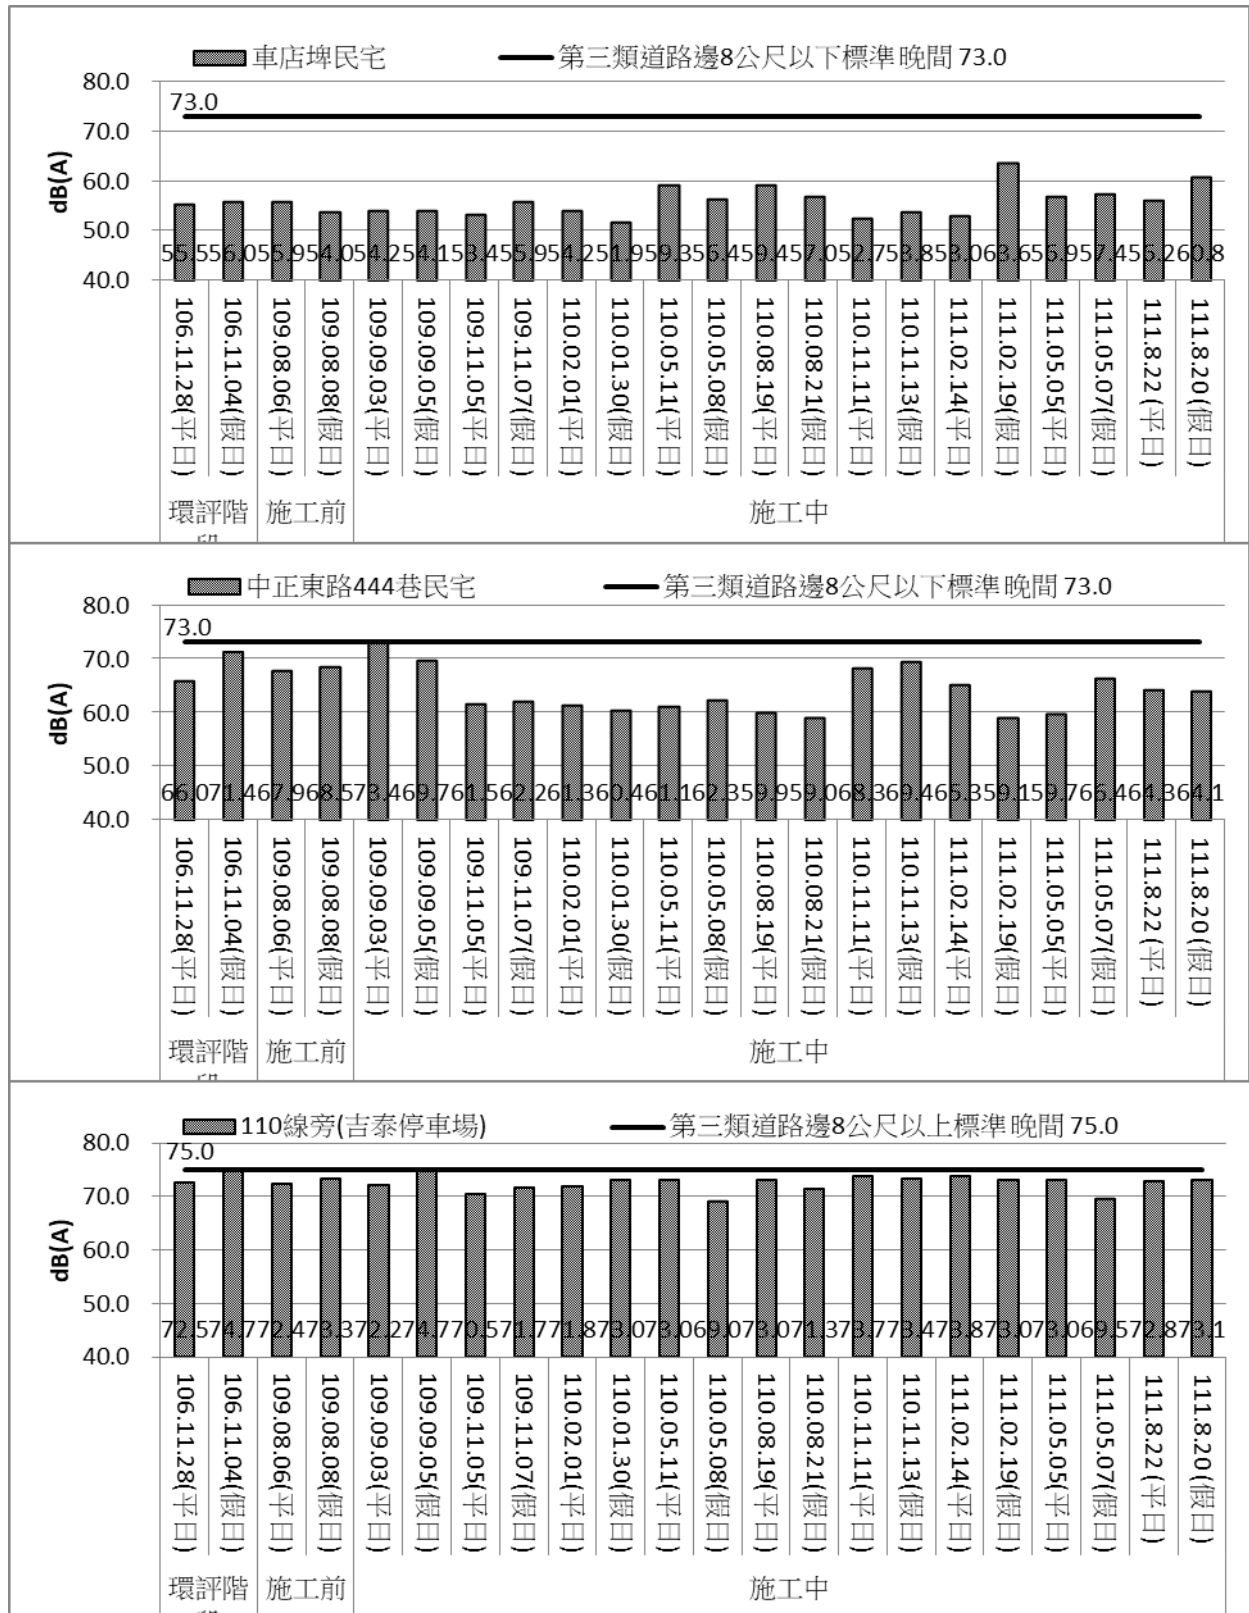 車店埤民宅 第三類道路邊8公尺以下標準晚間 73.0
80.0
73.0
70.0
60.0
50.0
40.0
dB(A)
55.5 56.0 55.9 54.0 54.2 54.1 53.4 55.9 54.2 51.9 59.3 56.4 59.4 57.0 52.7 53.8 53.0 63.6 56.9 57.4 56.2 60.8
106.11.28(平日) 106.11.04(假日) 109.08.06(平日) 109.08.08(假日) 109.09.03(平日) 109.09.05(假日) 109.11.05(平日) 109.11.07(假日) 110.02.01(平日) 110.01.30(假日) 110.05.11(平日) 110.05.08(假日) 110.08.19(平日) 110.08.21(假日) 110.11.11(平日) 110.11.13(假日) 111.02.14(平日) 111.02.19(假日) 111.05.05(平日) 111.05.07(假日) 111.8.22(平日) 111.8.20(假日)
環評階 施工前 施工中
中正東路444巷民宅 第三類道路邊8公尺以下標準晚間 73.0
80.0
73.0
70.0
60.0
50.0
40.0
dB(A)
66.0 71.4 67.9 68.5 73.4 69.7 61.5 62.2 61.3 60.4 61.1 62.3 59.9 59.0 68.3 69.4 65.3 59.1 59.7 66.4 64.3 64.1
106.11.28(平日) 106.11.04(假日) 109.08.06(平日) 109.08.08(假日) 109.09.03(平日) 109.09.05(假日) 109.11.05(平日) 109.11.07(假日) 110.02.01(平日) 110.01.30(假日) 110.05.11(平日) 110.05.08(假日) 110.08.19(平日) 110.08.21(假日) 110.11.11(平日) 110.11.13(假日) 111.02.14(平日) 111.02.19(假日) 111.05.05(平日) 111.05.07(假日) 111.8.22(平日) 111.8.20(假日)
環評階 施工前 施工中
110線旁(吉泰停車場) 第三類道路邊8公尺以上標準晚間 75.0
80.0
75.0
70.0
60.0
50.0
40.0
dB(A)
72.5 74.7 72.4 73.3 72.2 74.7 70.5 71.7 71.8 73.0 73.0 69.0 73.0 71.3 73.7 73.4 73.8 73.0 73.0 69.5 72.8 73.1
106.11.28(平日) 106.11.04(假日) 109.08.06(平日) 109.08.08(假日) 109.09.03(平日) 109.09.05(假日) 109.11.05(平日) 109.11.07(假日) 110.02.01(平日) 110.01.30(假日) 110.05.11(平日) 110.05.08(假日) 110.08.19(平日) 110.08.21(假日) 110.11.11(平日) 110.11.13(假日) 111.02.14(平日) 111.02.19(假日) 111.05.05(平日) 111.05.07(假日) 111.8.22(平日) 111.8.20(假日)
環評階 施工前 施工中